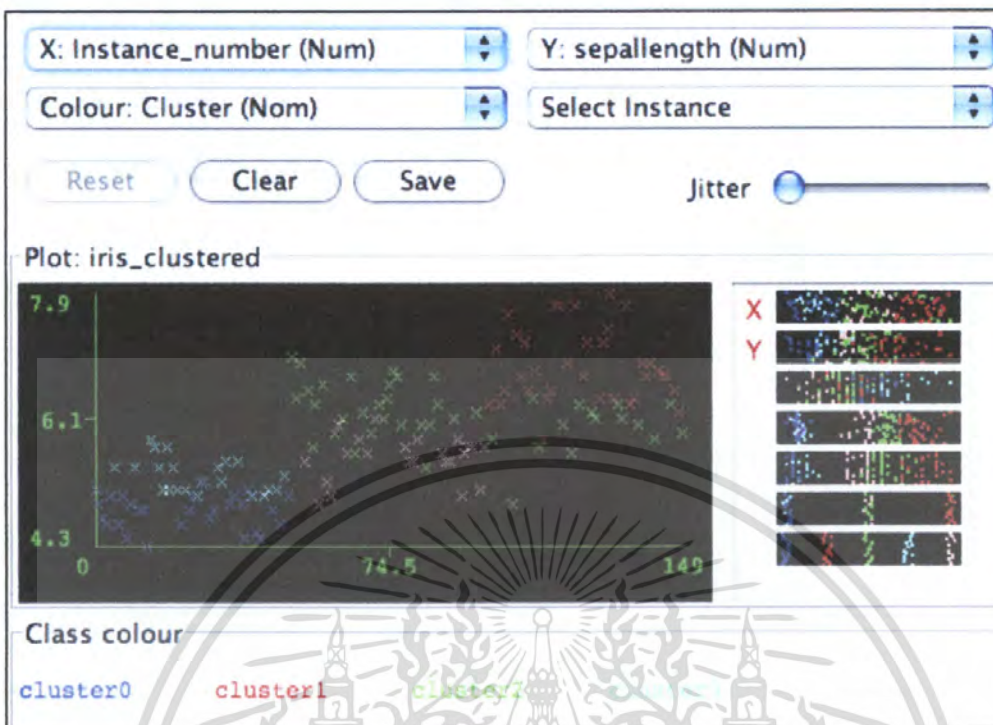 X: Instance_number (Num) Y: sepallength (Num)
Colour: Cluster (Nom) Select Instance
Reset Clear Save Jitter
Plot: iris_clustered
7.9
X
Y
6.1
4.3
0 74.5 149
Class colour
cluster0 cluster1 cluster2